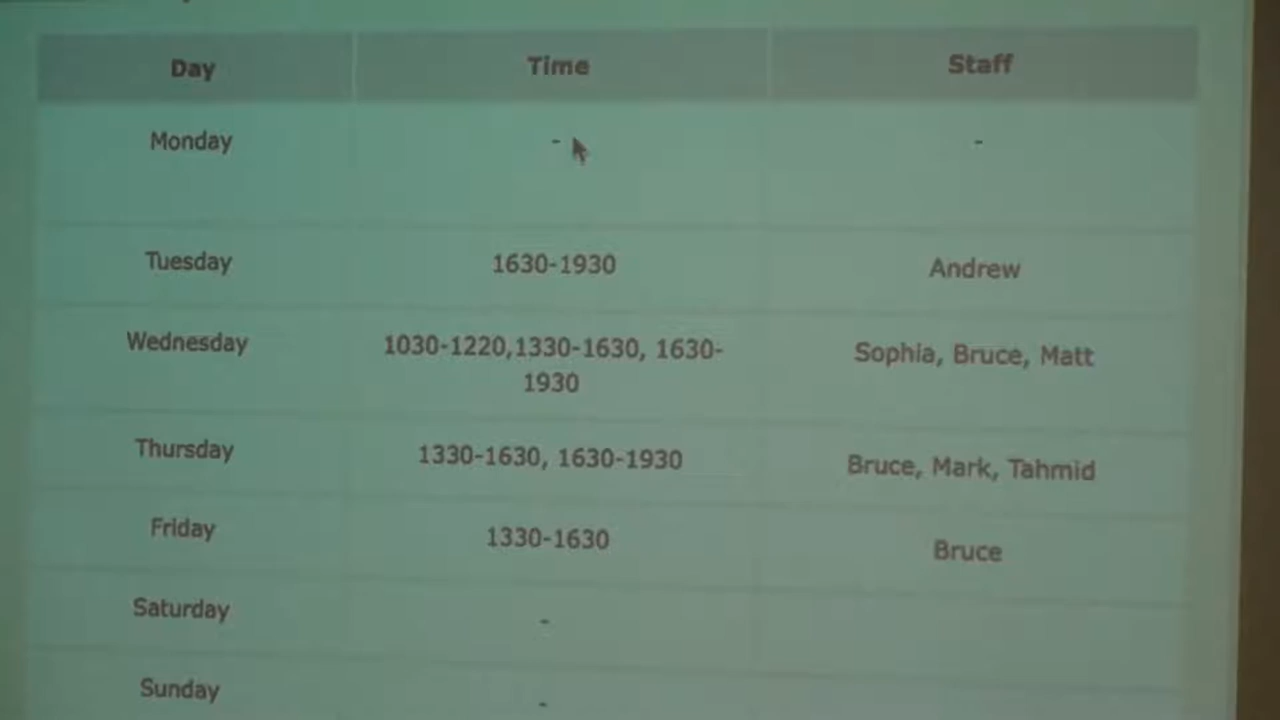 Day Time Staff
Monday - -
Tuesday 1630-1930 Andrew
Wednesday 1030-1220,1330-1630, 1630-
1930 Sophia, Bruce, Matt
Thursday 1330-1630, 1630-1930 Bruce, Mark, Tahmid
Friday 1330-1630 Bruce
Saturday -
Sunday -